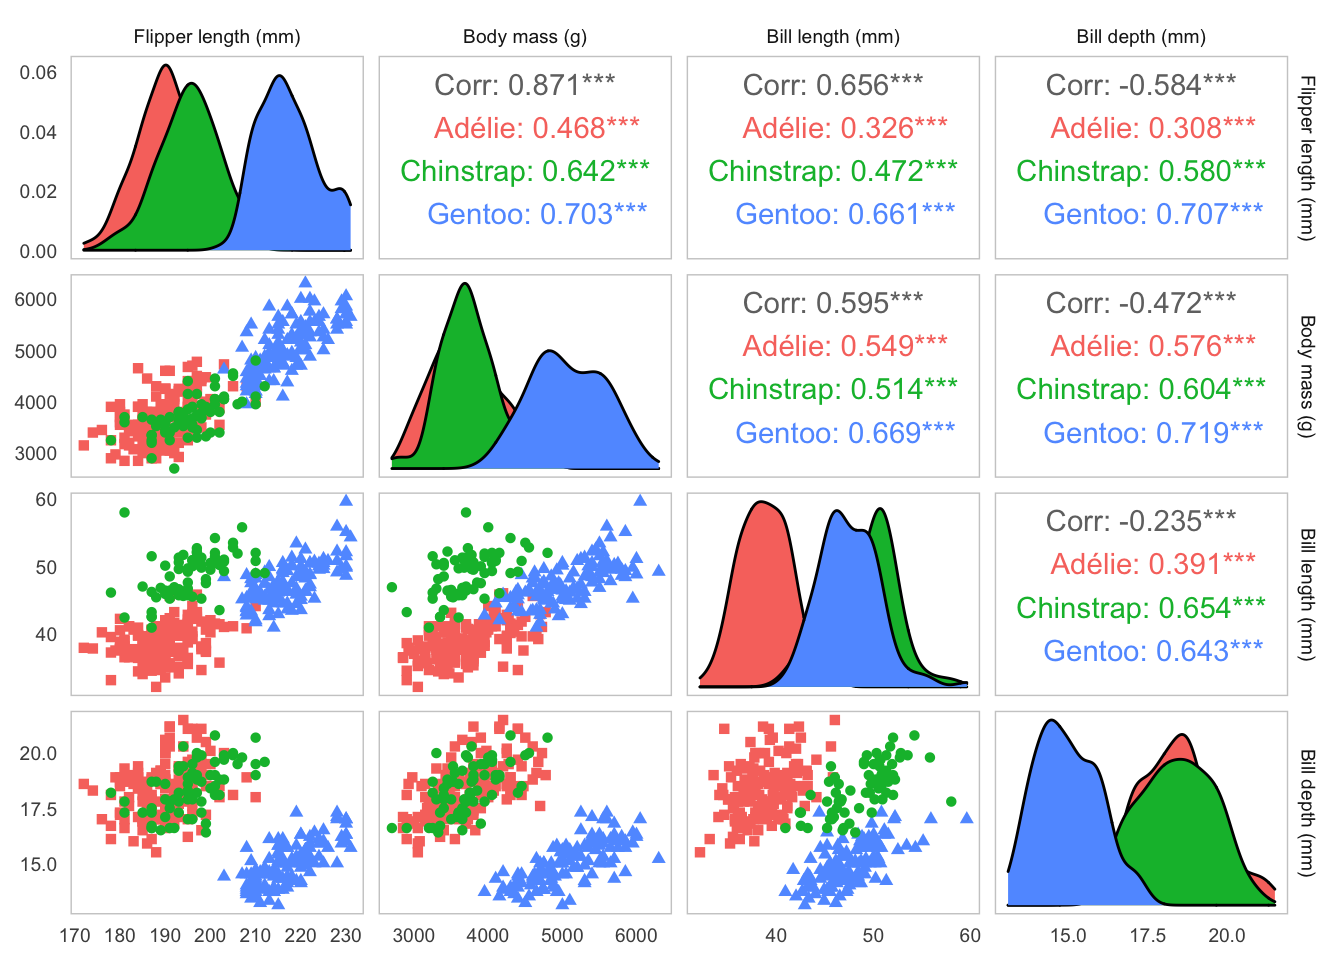 Flipper length (mm)
Body mass (g)
Bill length (mm)
Bill depth (mm)
0.06
0.04
0.02
0.00
Corr: 0.871***
Adélie: 0.468***
Chinstrap: 0.642***
Gentoo: 0.703***
Corr: 0.656***
Adélie: 0.326***
Chinstrap: 0.472***
Gentoo: 0.661***
Corr: -0.584***
Adélie: 0.308***
Chinstrap: 0.580***
Gentoo: 0.707***
Flipper length (mm)
6000
5000
4000
3000
Corr: 0.595***
Adélie: 0.549***
Chinstrap: 0.514***
Gentoo: 0.669***
Corr: -0.472***
Adélie: 0.576***
Chinstrap: 0.604***
Gentoo: 0.719***
Body mass (g)
60
50
40
Corr: -0.235***
Adélie: 0.391***
Chinstrap: 0.654***
Gentoo: 0.643***
Bill length (mm)
20.0
17.5
15.0
Bill depth (mm)
170 180 190 200 210 220 230
3000 4000 5000 6000
40 50 60
15.0 17.5 20.0